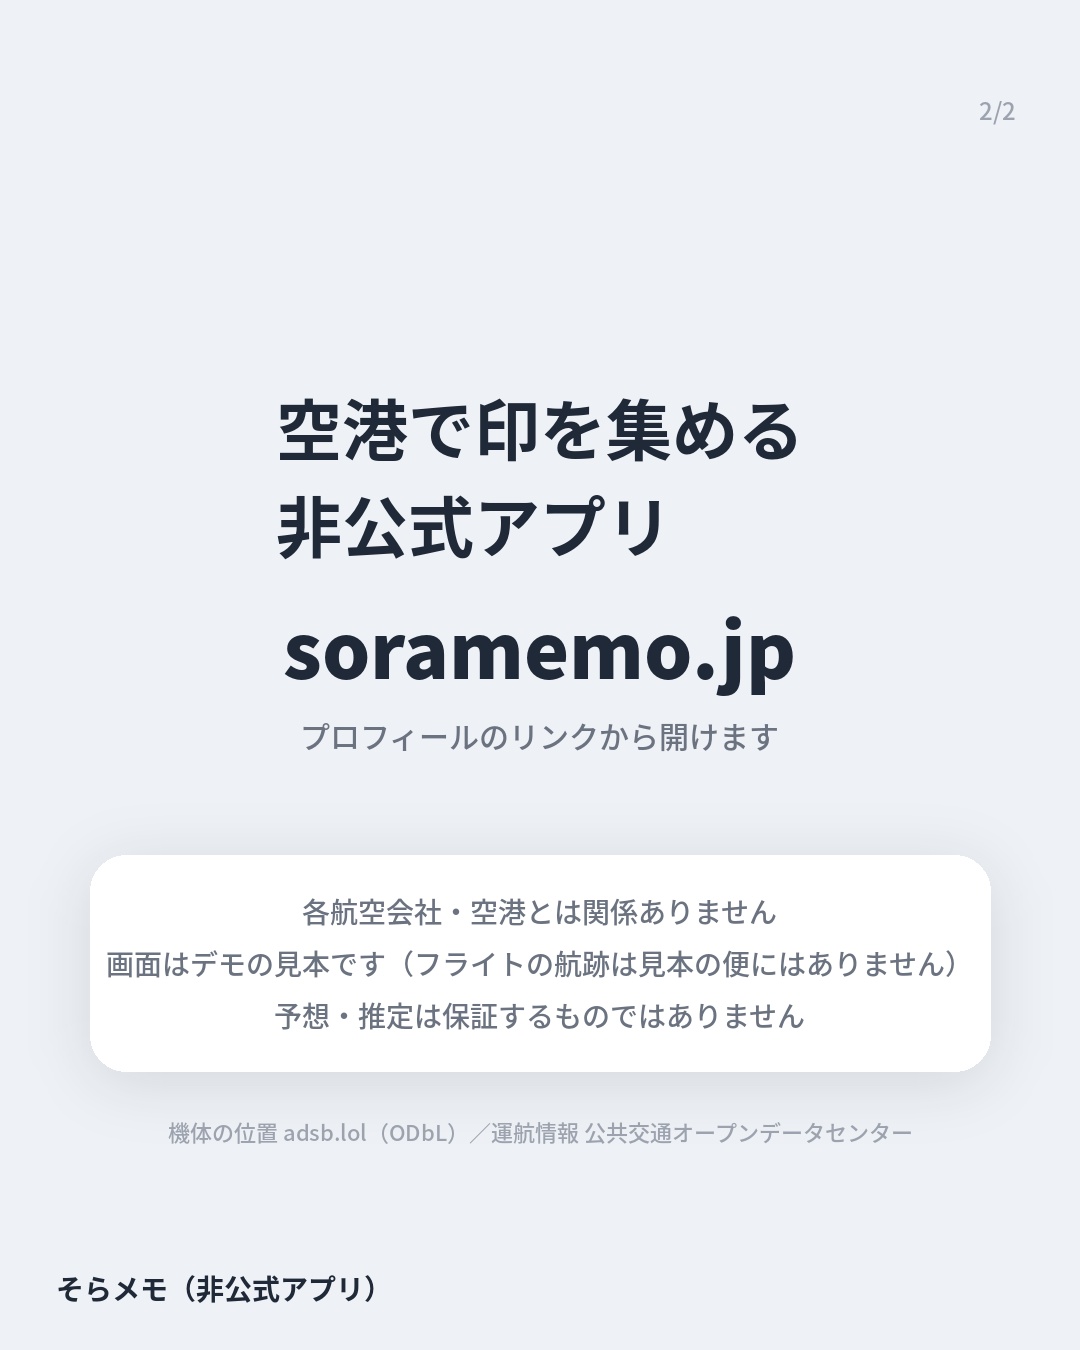 2/2
空港で印を集める
非公式アプリ
soramemo.jp
プロフィールのリンクから開けます
各航空会社・空港とは関係ありません
画面はデモの見本です（フライトの航跡は見本の便にはありません）
予想・推定は保証するものではありません
機体の位置 adsb.lol（ODbL）／運航情報 公共交通オープンデータセンター
そらメモ（非公式アプリ）